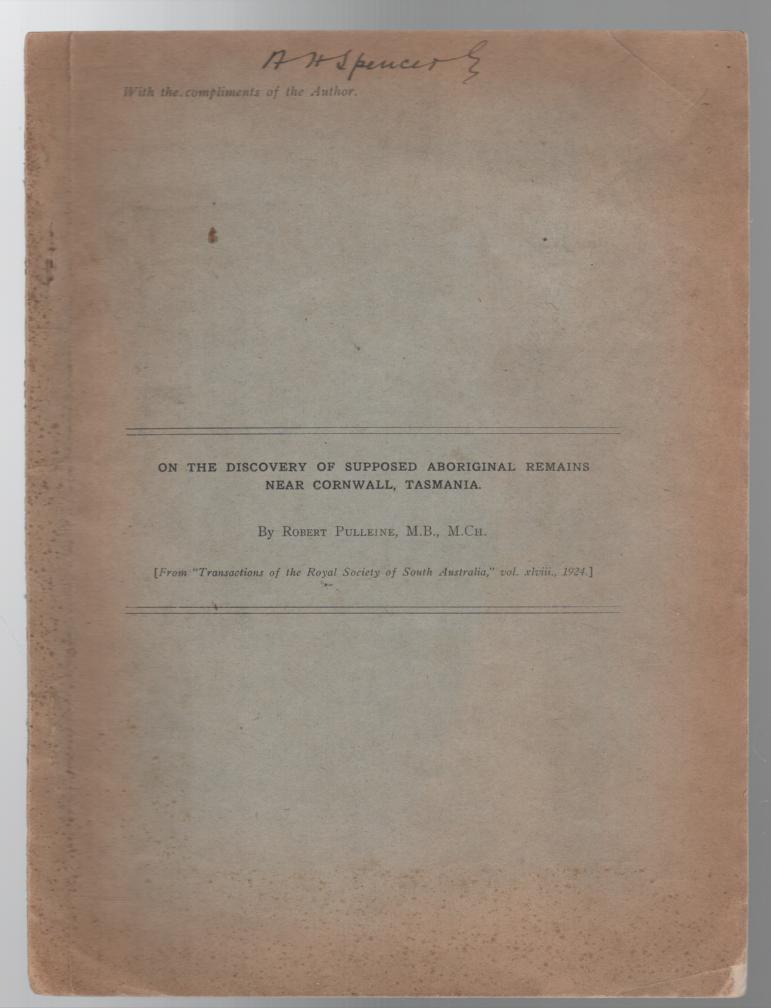 A H Spencer
With the compliments of the Author.
ON THE DISCOVERY OF SUPPOSED ABORIGINAL REMAINS
NEAR CORNWALL, TASMANIA.
By ROBERT PULLEINE, M.B., M.CH.
[From "Transactions of the Royal Society of South Australia," vol. xlviii., 1924.]